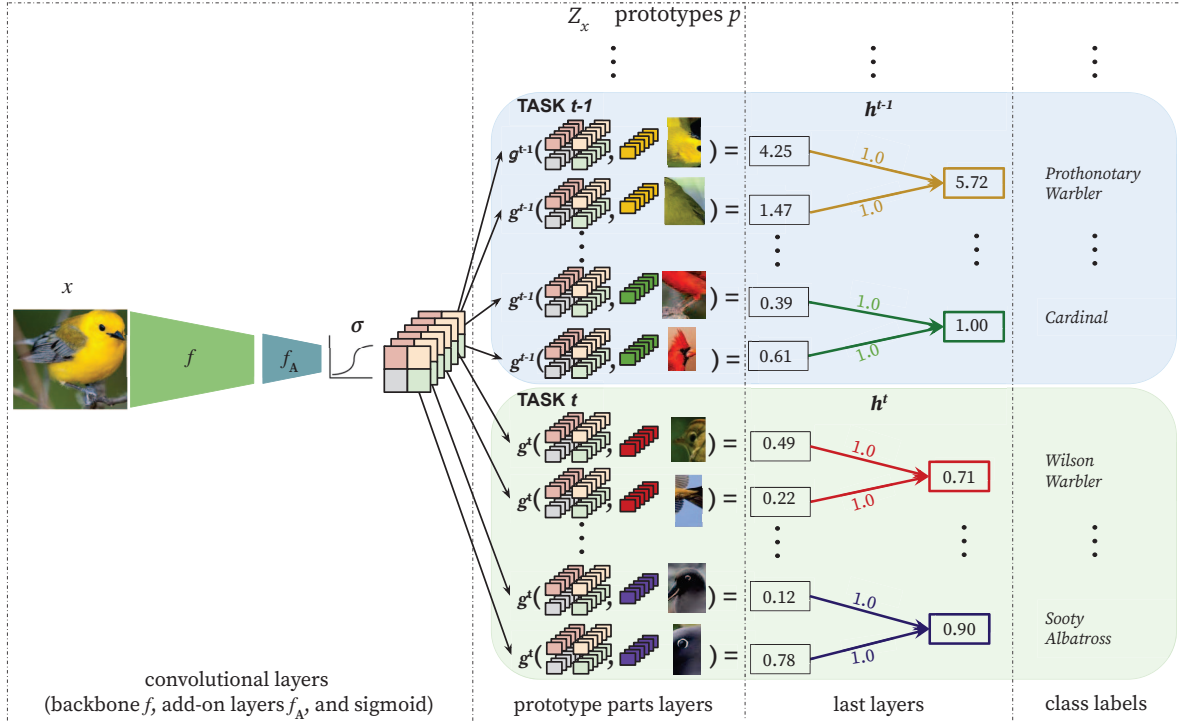 Z_x prototypes p
TASK t-1
h^{t-1}
g^{t-1}( , ) = 4.25 1.0
5.72
Prothonotary
Warbler
g^{t-1}( , ) = 1.47 1.0
x
σ
f
f_A
g^{t-1}( , ) = 0.39 1.0
1.00
Cardinal
g^{t-1}( , ) = 0.61 1.0
TASK t
h^t
g^t( , ) = 0.49 1.0
0.71
Wilson
Warbler
g^t( , ) = 0.22 1.0
g^t( , ) = 0.12 1.0
0.90
Sooty
Albatross
g^t( , ) = 0.78 1.0
convolutional layers
(backbone f, add-on layers f_A, and sigmoid)
prototype parts layers
last layers
class labels